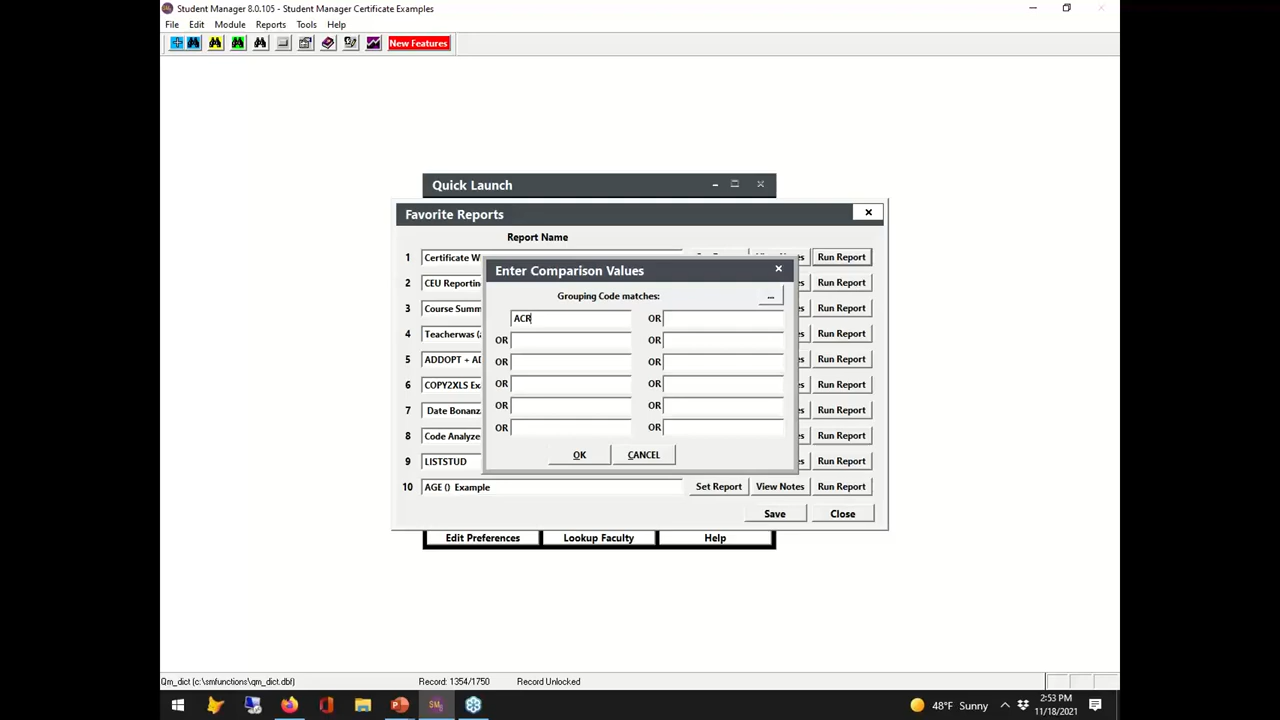 Student Manager 8.0.105 - Student Manager Certificate Examples
File Edit Module Reports Tools Help
New Features
Quick Launch
Favorite Reports
Report Name
1 Certificate W Run Report
2 CEU Reportin Run Report
3 Course Summ Run Report
4 Teacherwas (a Run Report
5 ADDOPT + AD Run Report
6 COPY2XLS Exa Run Report
7 Date Bonanz Run Report
8 Code Analyze Run Report
9 LISTSTUD Run Report
10 AGE () Example Set Report View Notes Run Report
Save Close
Enter Comparison Values
Grouping Code matches: ...
ACR OR
OR OR
OR OR
OR OR
OR OR
OR OR
OK CANCEL
Edit Preferences Lookup Faculty Help
Qm_dict (c:\smfunctions\qm_dict.dbf) Record: 1354/1750 Record Unlocked
48°F Sunny 2:53 PM
11/18/2021